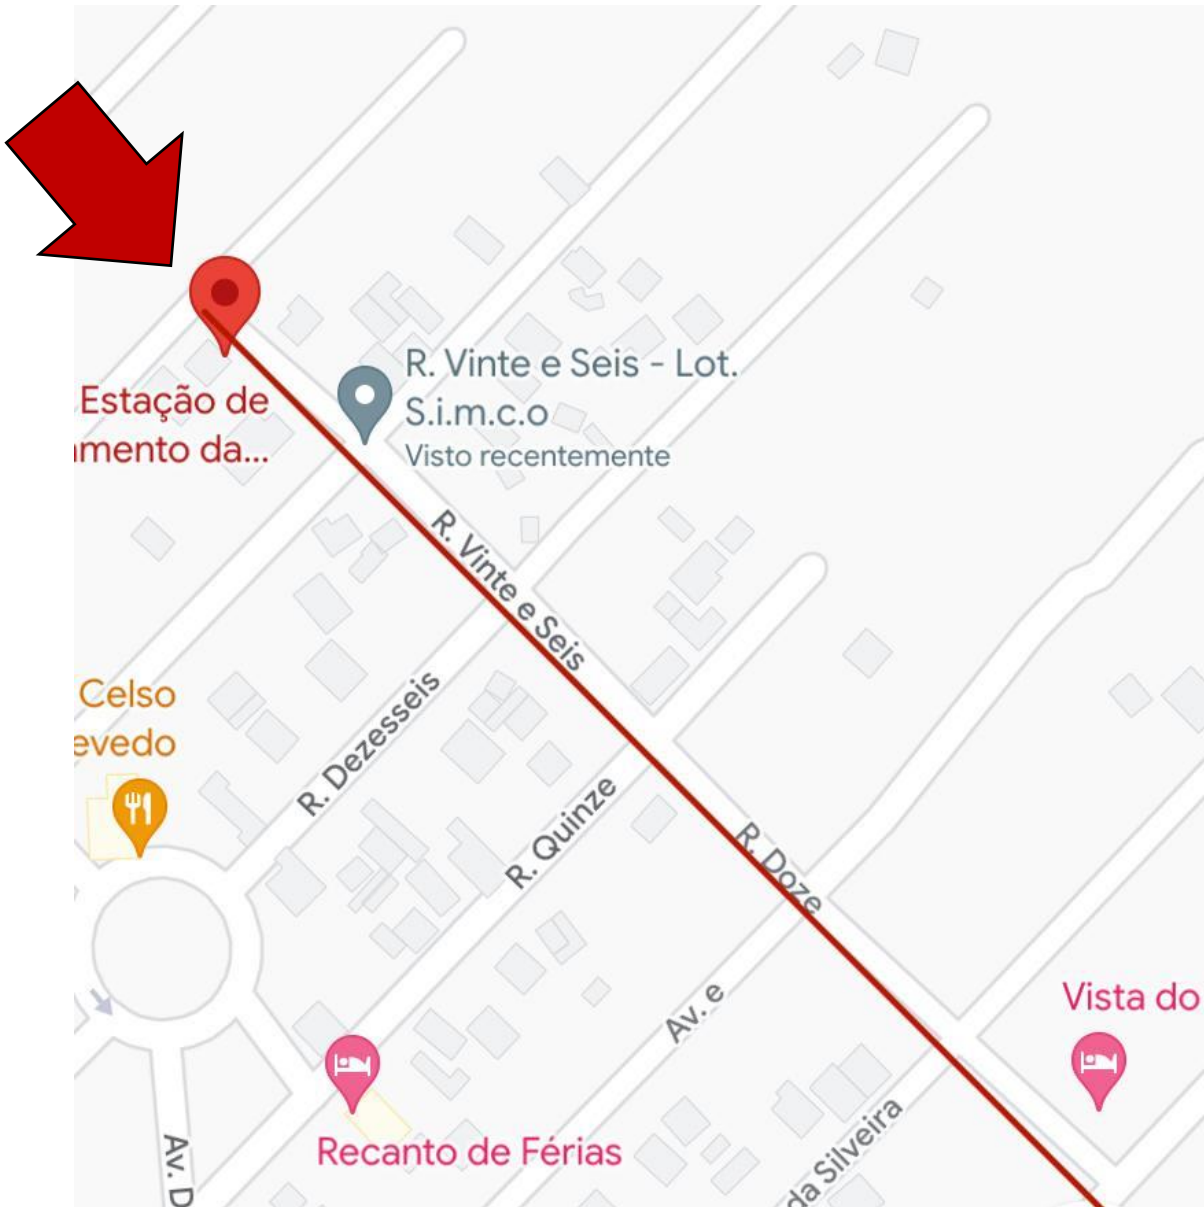 R. Vinte e Seis - Lot.
S.i.m.c.o
Visto recentemente
Estação de
amento da...
R. Vinte e Seis
Celso
evedo
R. Dezesseis
R. Quinze
R. Doze
Av. e
Vista do
Recanto de Férias
da Silveira
Av. D